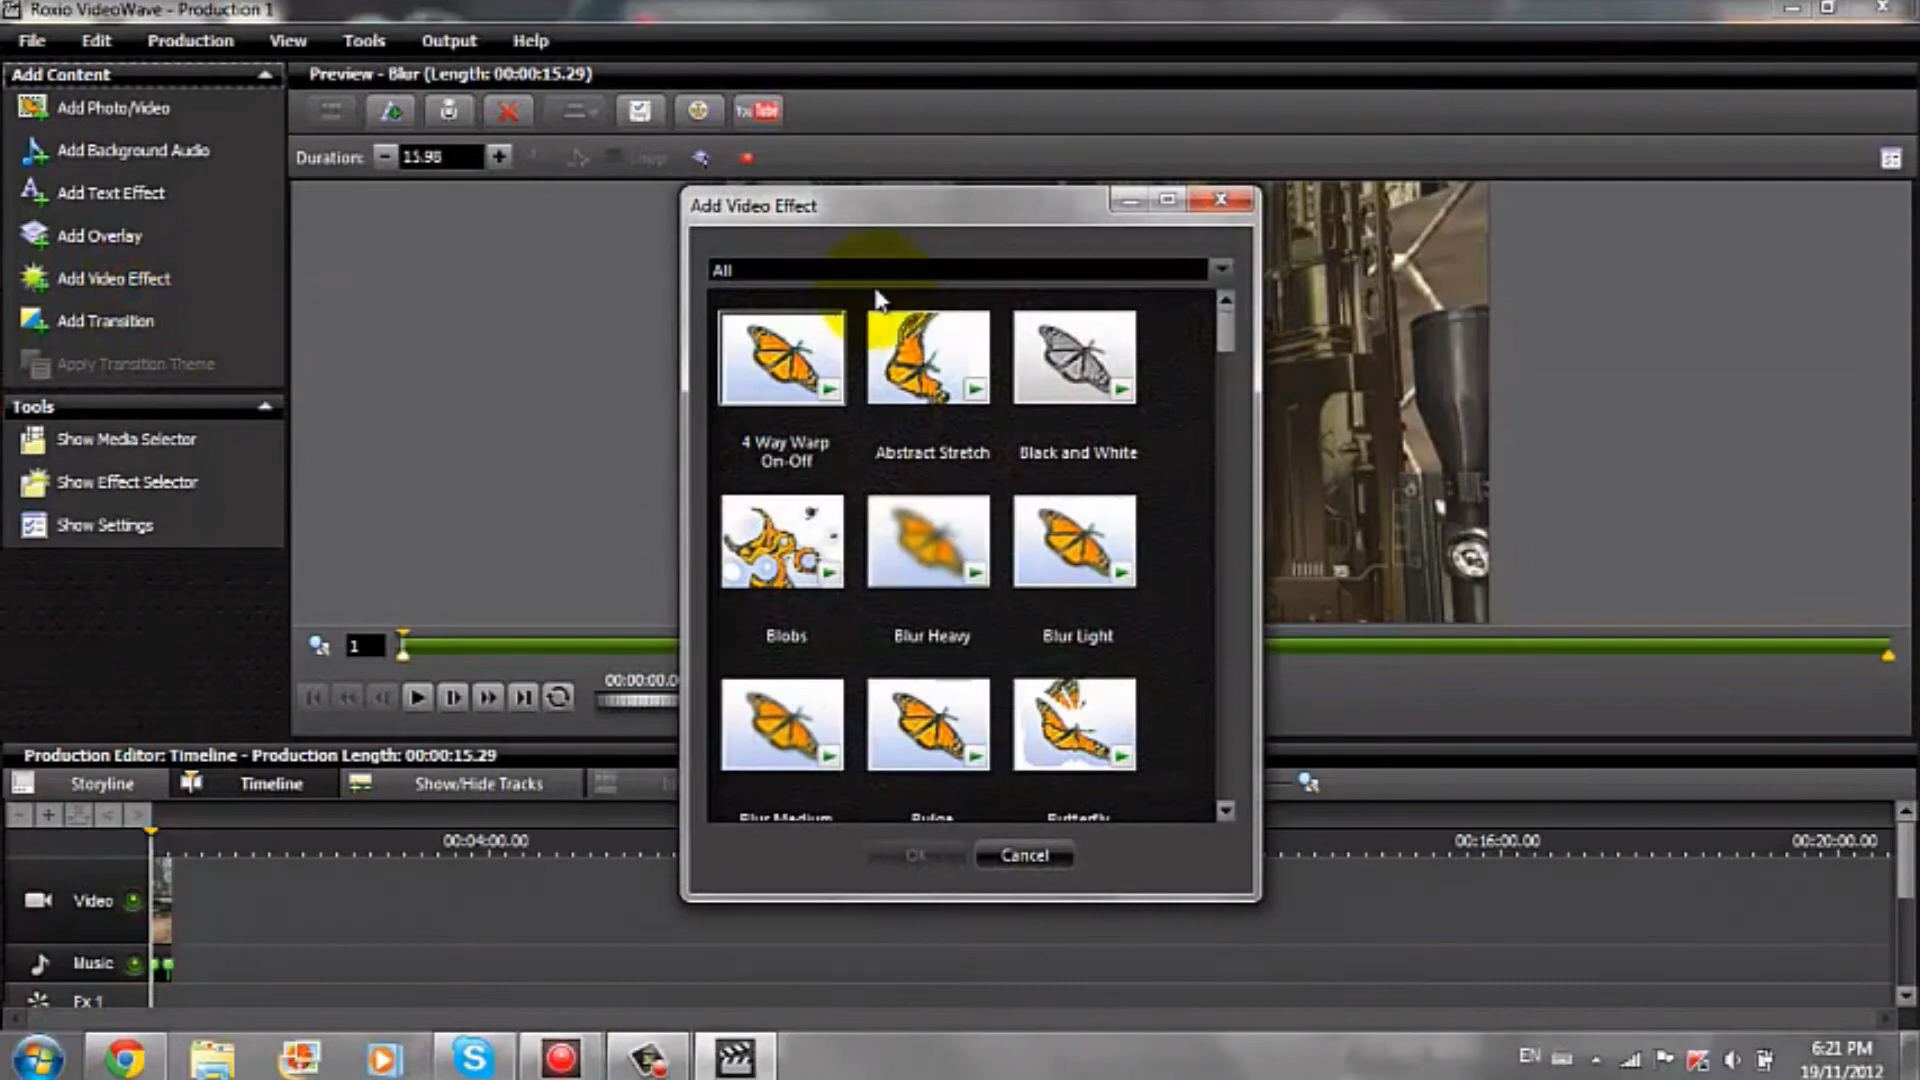 Roxio VideoWave - Production 1
File Edit Production View Tools Output Help
Add Content
Add Photo/Video
Add Background Audio
Add Text Effect
Add Overlay
Add Video Effect
Add Transition
Apply Transition Theme
Tools
Show Media Selector
Show Effect Selector
Show Settings
Preview - Blur (Length: 00:00:15.29)
You Tube
Duration: 15.98
Add Video Effect
All
4 Way Warp On-Off
Abstract Stretch
Black and White
Blobs
Blur Heavy
Blur Light
Blur Medium
Bulge
Butterfly
Ok
Cancel
1
00:00:00.0
Production Editor: Timeline - Production Length: 00:00:15.29
Storyline Timeline Show/Hide Tracks
00:04:00.00 00:16:00.00 00:20:00.00
Video
Music
Fx 1
EN
6:21 PM
19/11/2012